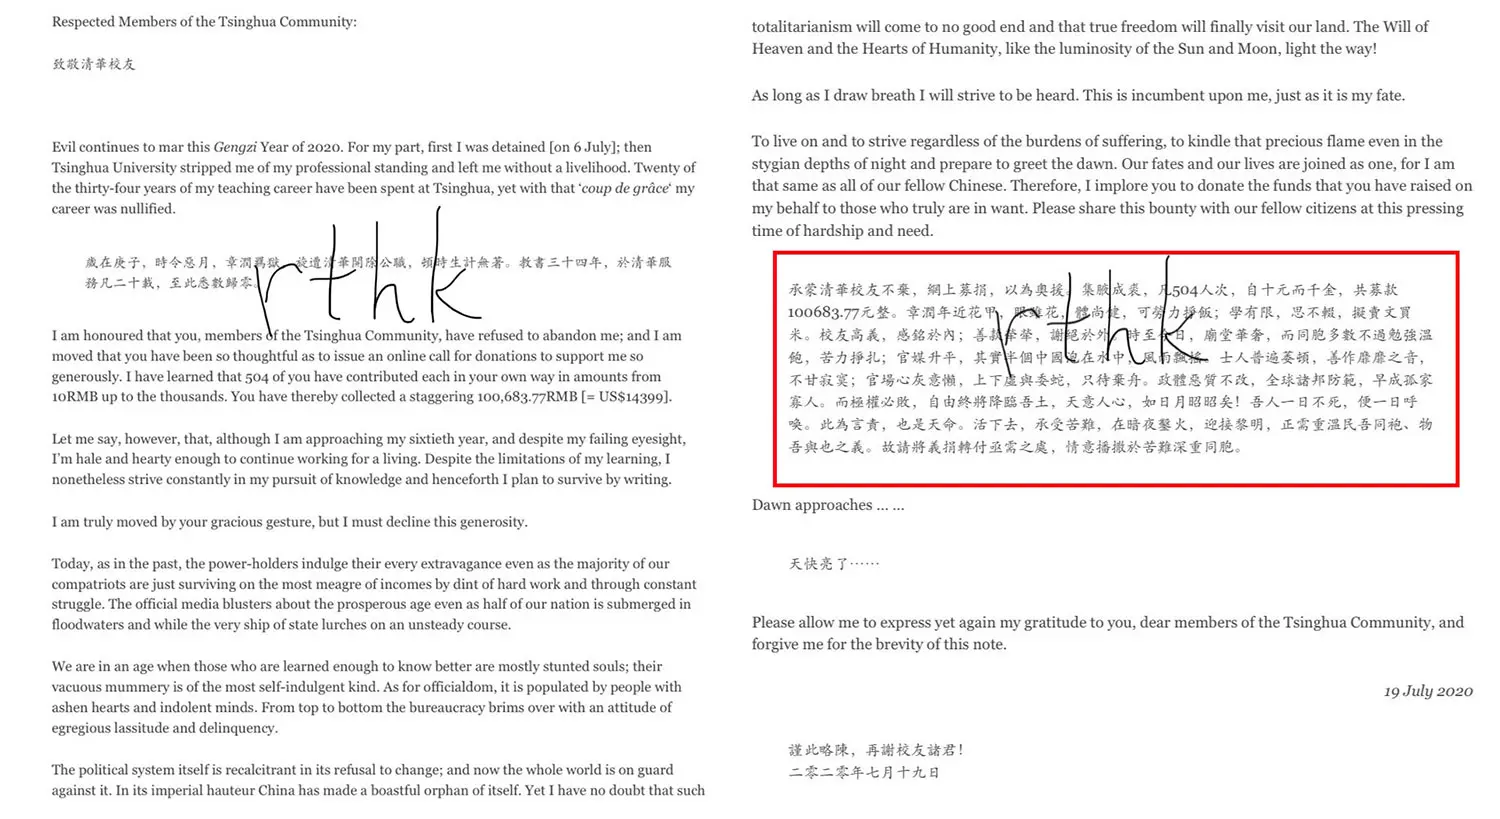 Respected Members of the Tsinghua Community:
致敬清華校友
Evil continues to mar this Gengzi Year of 2020. For my part, first I was detained [on 6 July]; then
Tsinghua University stripped me of my professional standing and left me without a livelihood. Twenty of
the thirty-four years of my teaching career have been spent at Tsinghua, yet with that ‘coup de grâce‘ my
career was nullified.
歲在庚子，時令惡月，章潤羈獄，旋遭清華開除公職，頓時生計無著。教書三十四年，於清華服
務凡二十載，至此悉數歸零。
rthk
I am honoured that you, members of the Tsinghua Community, have refused to abandon me; and I am
moved that you have been so thoughtful as to issue an online call for donations to support me so
generously. I have learned that 504 of you have contributed each in your own way in amounts from
10RMB up to the thousands. You have thereby collected a staggering 100,683.77RMB [= US$14399].
Let me say, however, that, although I am approaching my sixtieth year, and despite my failing eyesight,
I’m hale and hearty enough to continue working for a living. Despite the limitations of my learning, I
nonetheless strive constantly in my pursuit of knowledge and henceforth I plan to survive by writing.
I am truly moved by your gracious gesture, but I must decline this generosity.
Today, as in the past, the power-holders indulge their every extravagance even as the majority of our
compatriots are just surviving on the most meagre of incomes by dint of hard work and through constant
struggle. The official media blusters about the prosperous age even as half of our nation is submerged in
floodwaters and while the very ship of state lurches on an unsteady course.
We are in an age when those who are learned enough to know better are mostly stunted souls; their
vacuous mummery is of the most self-indulgent kind. As for officialdom, it is populated by people with
ashen hearts and indolent minds. From top to bottom the bureaucracy brims over with an attitude of
egregious lassitude and delinquency.
The political system itself is recalcitrant in its refusal to change; and now the whole world is on guard
against it. In its imperial hauteur China has made a boastful orphan of itself. Yet I have no doubt that such
totalitarianism will come to no good end and that true freedom will finally visit our land. The Will of
Heaven and the Hearts of Humanity, like the luminosity of the Sun and Moon, light the way!
As long as I draw breath I will strive to be heard. This is incumbent upon me, just as it is my fate.
To live on and to strive regardless of the burdens of suffering, to kindle that precious flame even in the
stygian depths of night and prepare to greet the dawn. Our fates and our lives are joined as one, for I am
that same as all of our fellow Chinese. Therefore, I implore you to donate the funds that you have raised on
my behalf to those who truly are in want. Please share this bounty with our fellow citizens at this pressing
time of hardship and need.
承蒙清華校友不棄，網上募捐，以為奧援。集腋成裘，凡504人次，自十元而千金，共募款
100683.77元整。章潤年近花甲，眼雖花，體尚健，可勞力掙飯；學有限，思不輟，擬賣文買
米。校友高義，感銘於內；善款犖犖，謝絕於外。時至今日，廟堂華奢，而同胞多數不過勉強溫
飽，苦力掙扎；官媒升平，其實半個中國泡在水中，風雨飄搖。士人普遍萎頓，善作靡靡之音，
不甘寂寞；官場心灰意懶，上下虛與委蛇，只待棄舟。政體惡質不改，全球諸邦防範，早成孤家
寡人。而極權必敗，自由終將降臨吾土，天意人心，如日月昭昭矣！吾人一日不死，便一日呼
喚。此為言責，也是天命。活下去，承受苦難，在暗夜鑿火，迎接黎明，正需重溫民吾同袍、物
吾與也之義。故請將義捐轉付亟需之處，情意播撒於苦難深重同胞。
rthk
Dawn approaches ... ...
天快亮了⋯⋯
Please allow me to express yet again my gratitude to you, dear members of the Tsinghua Community, and
forgive me for the brevity of this note.
19 July 2020
謹此略陳，再謝校友諸君！
二零二零年七月十九日